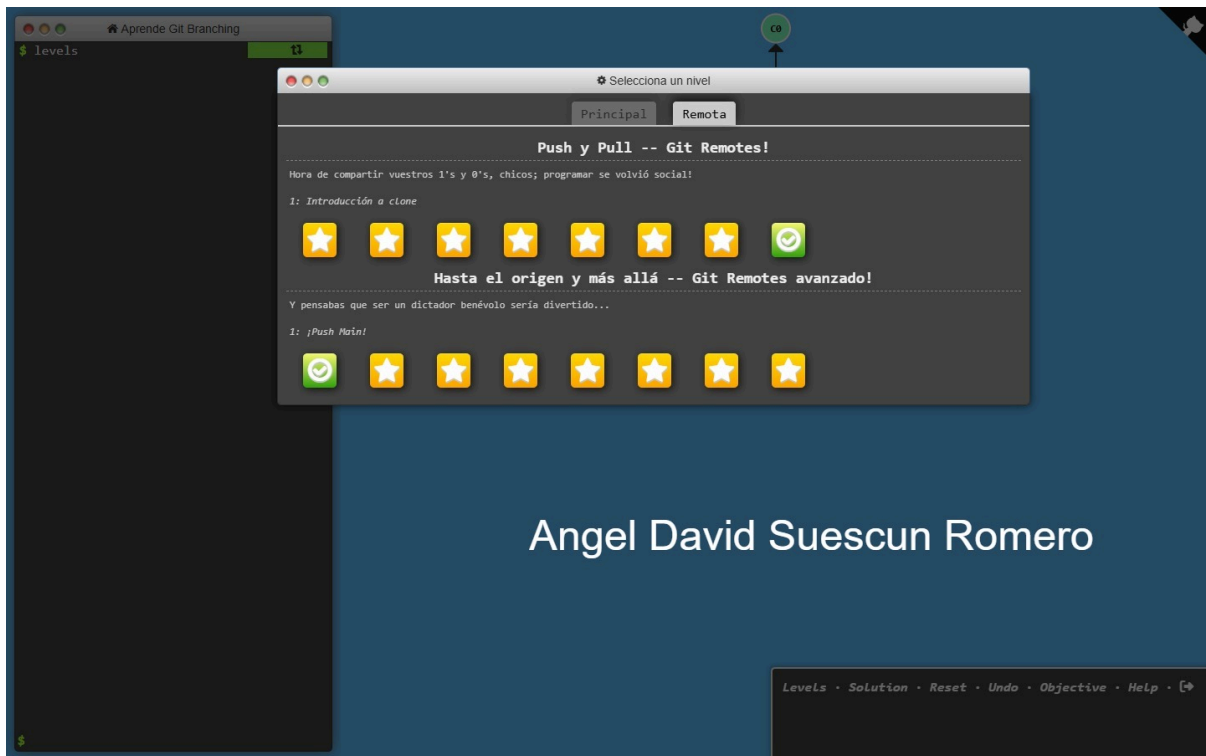 Aprende Git Branching
$ levels
C0
Selecciona un nivel
Principal Remota
Push y Pull -- Git Remotes!
Hora de compartir vuestros 1's y 0's, chicos; programar se volvió social!
1: Introducción a clone
Hasta el origen y más allá -- Git Remotes avanzado!
Y pensabas que ser un dictador benévolo sería divertido...
1: ¡Push Main!
Angel David Suescun Romero
Levels · Solution · Reset · Undo · Objective · Help ·
$